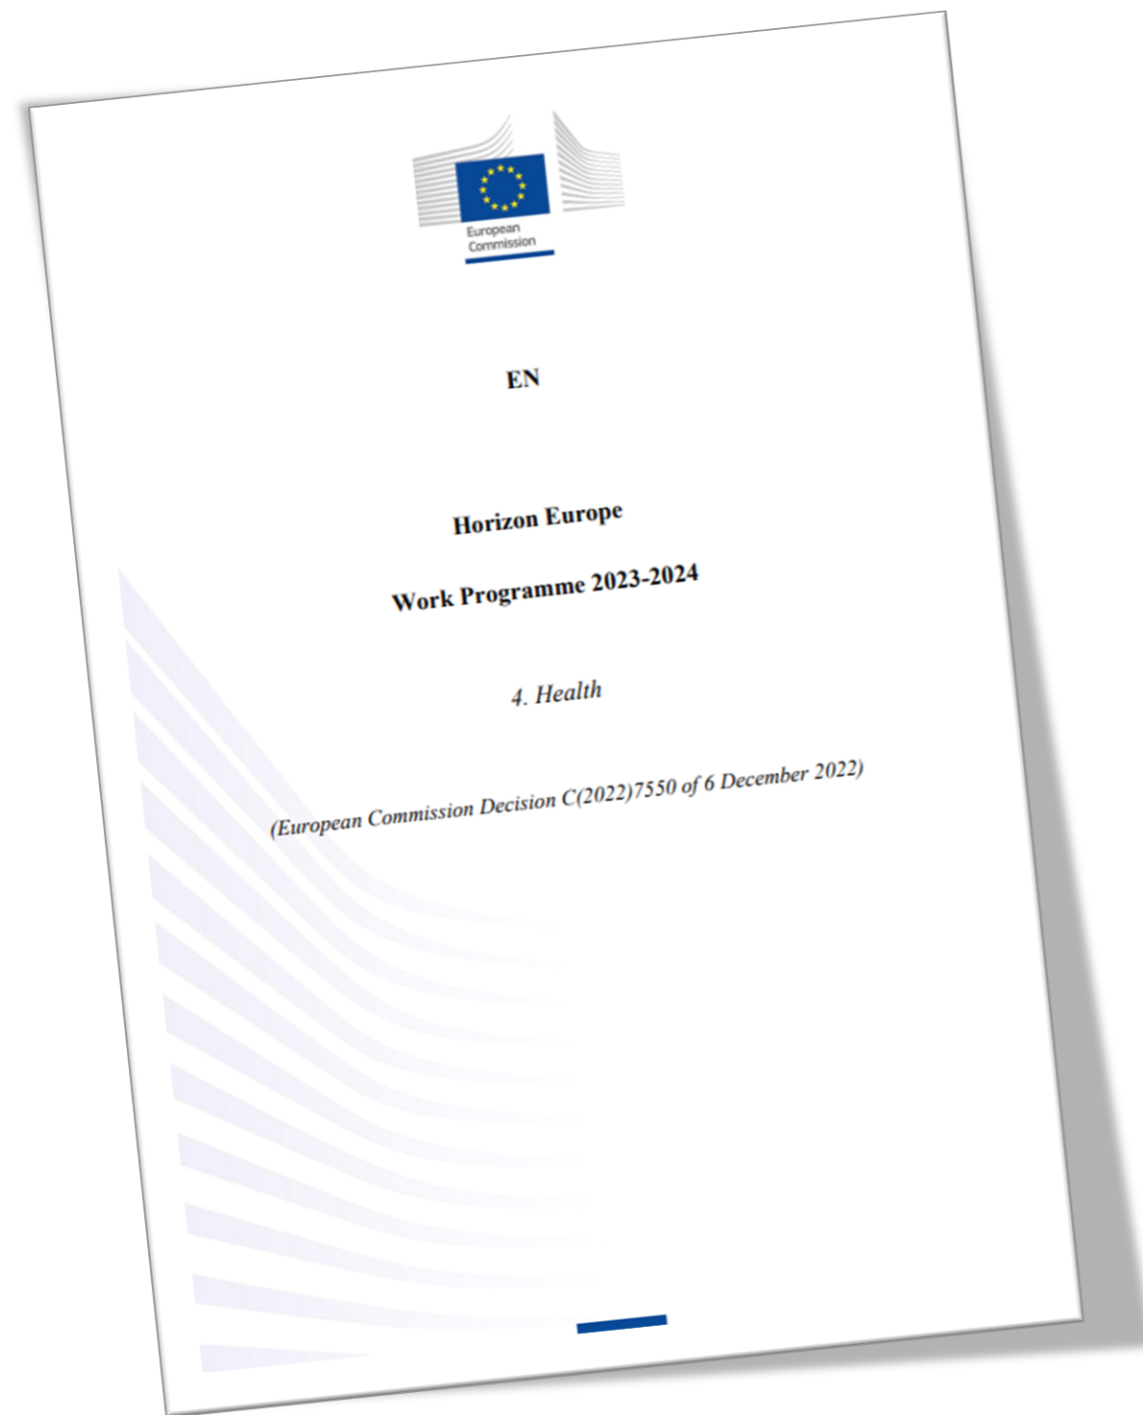 European
Commission
EN
Horizon Europe
Work Programme 2023-2024
4. Health
(European Commission Decision C(2022)7550 of 6 December 2022)